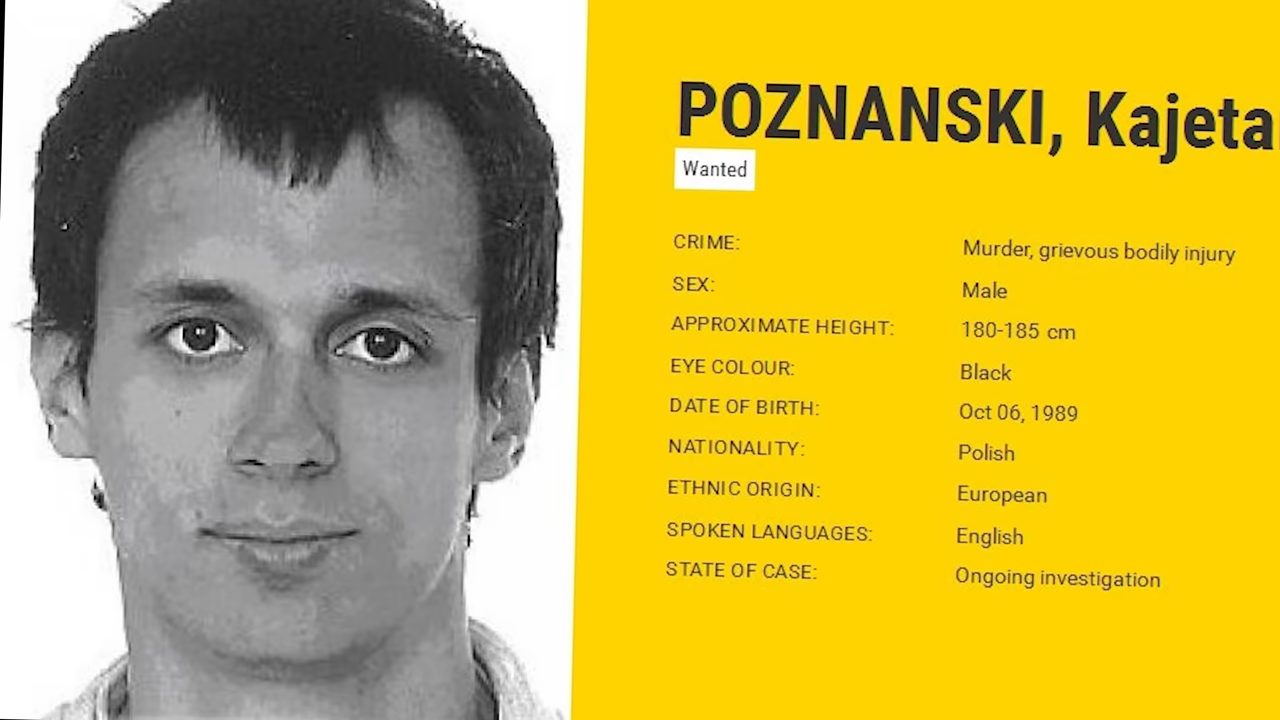 POZNANSKI, Kajeta
Wanted
CRIME: Murder, grievous bodily injury
SEX: Male
APPROXIMATE HEIGHT: 180-185 cm
EYE COLOUR: Black
DATE OF BIRTH: Oct 06, 1989
NATIONALITY: Polish
ETHNIC ORIGIN: European
SPOKEN LANGUAGES: English
STATE OF CASE: Ongoing investigation